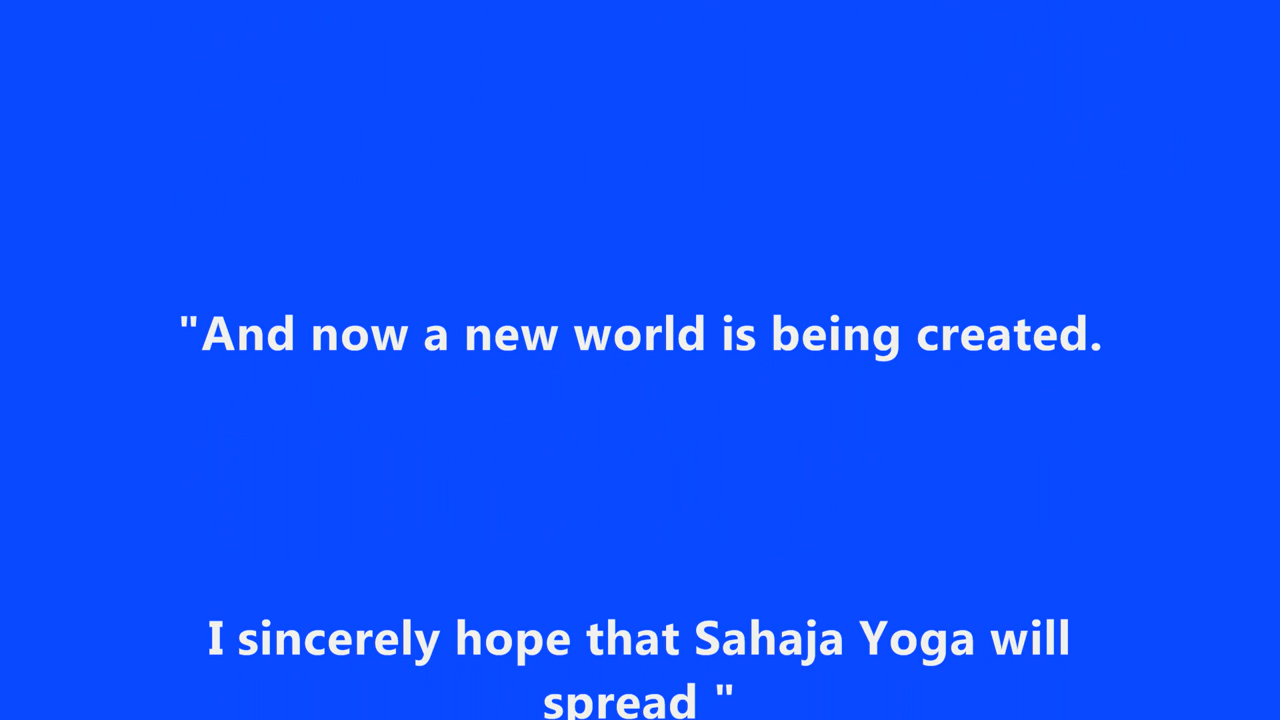 "And now a new world is being created.
I sincerely hope that Sahaja Yoga will
spread "